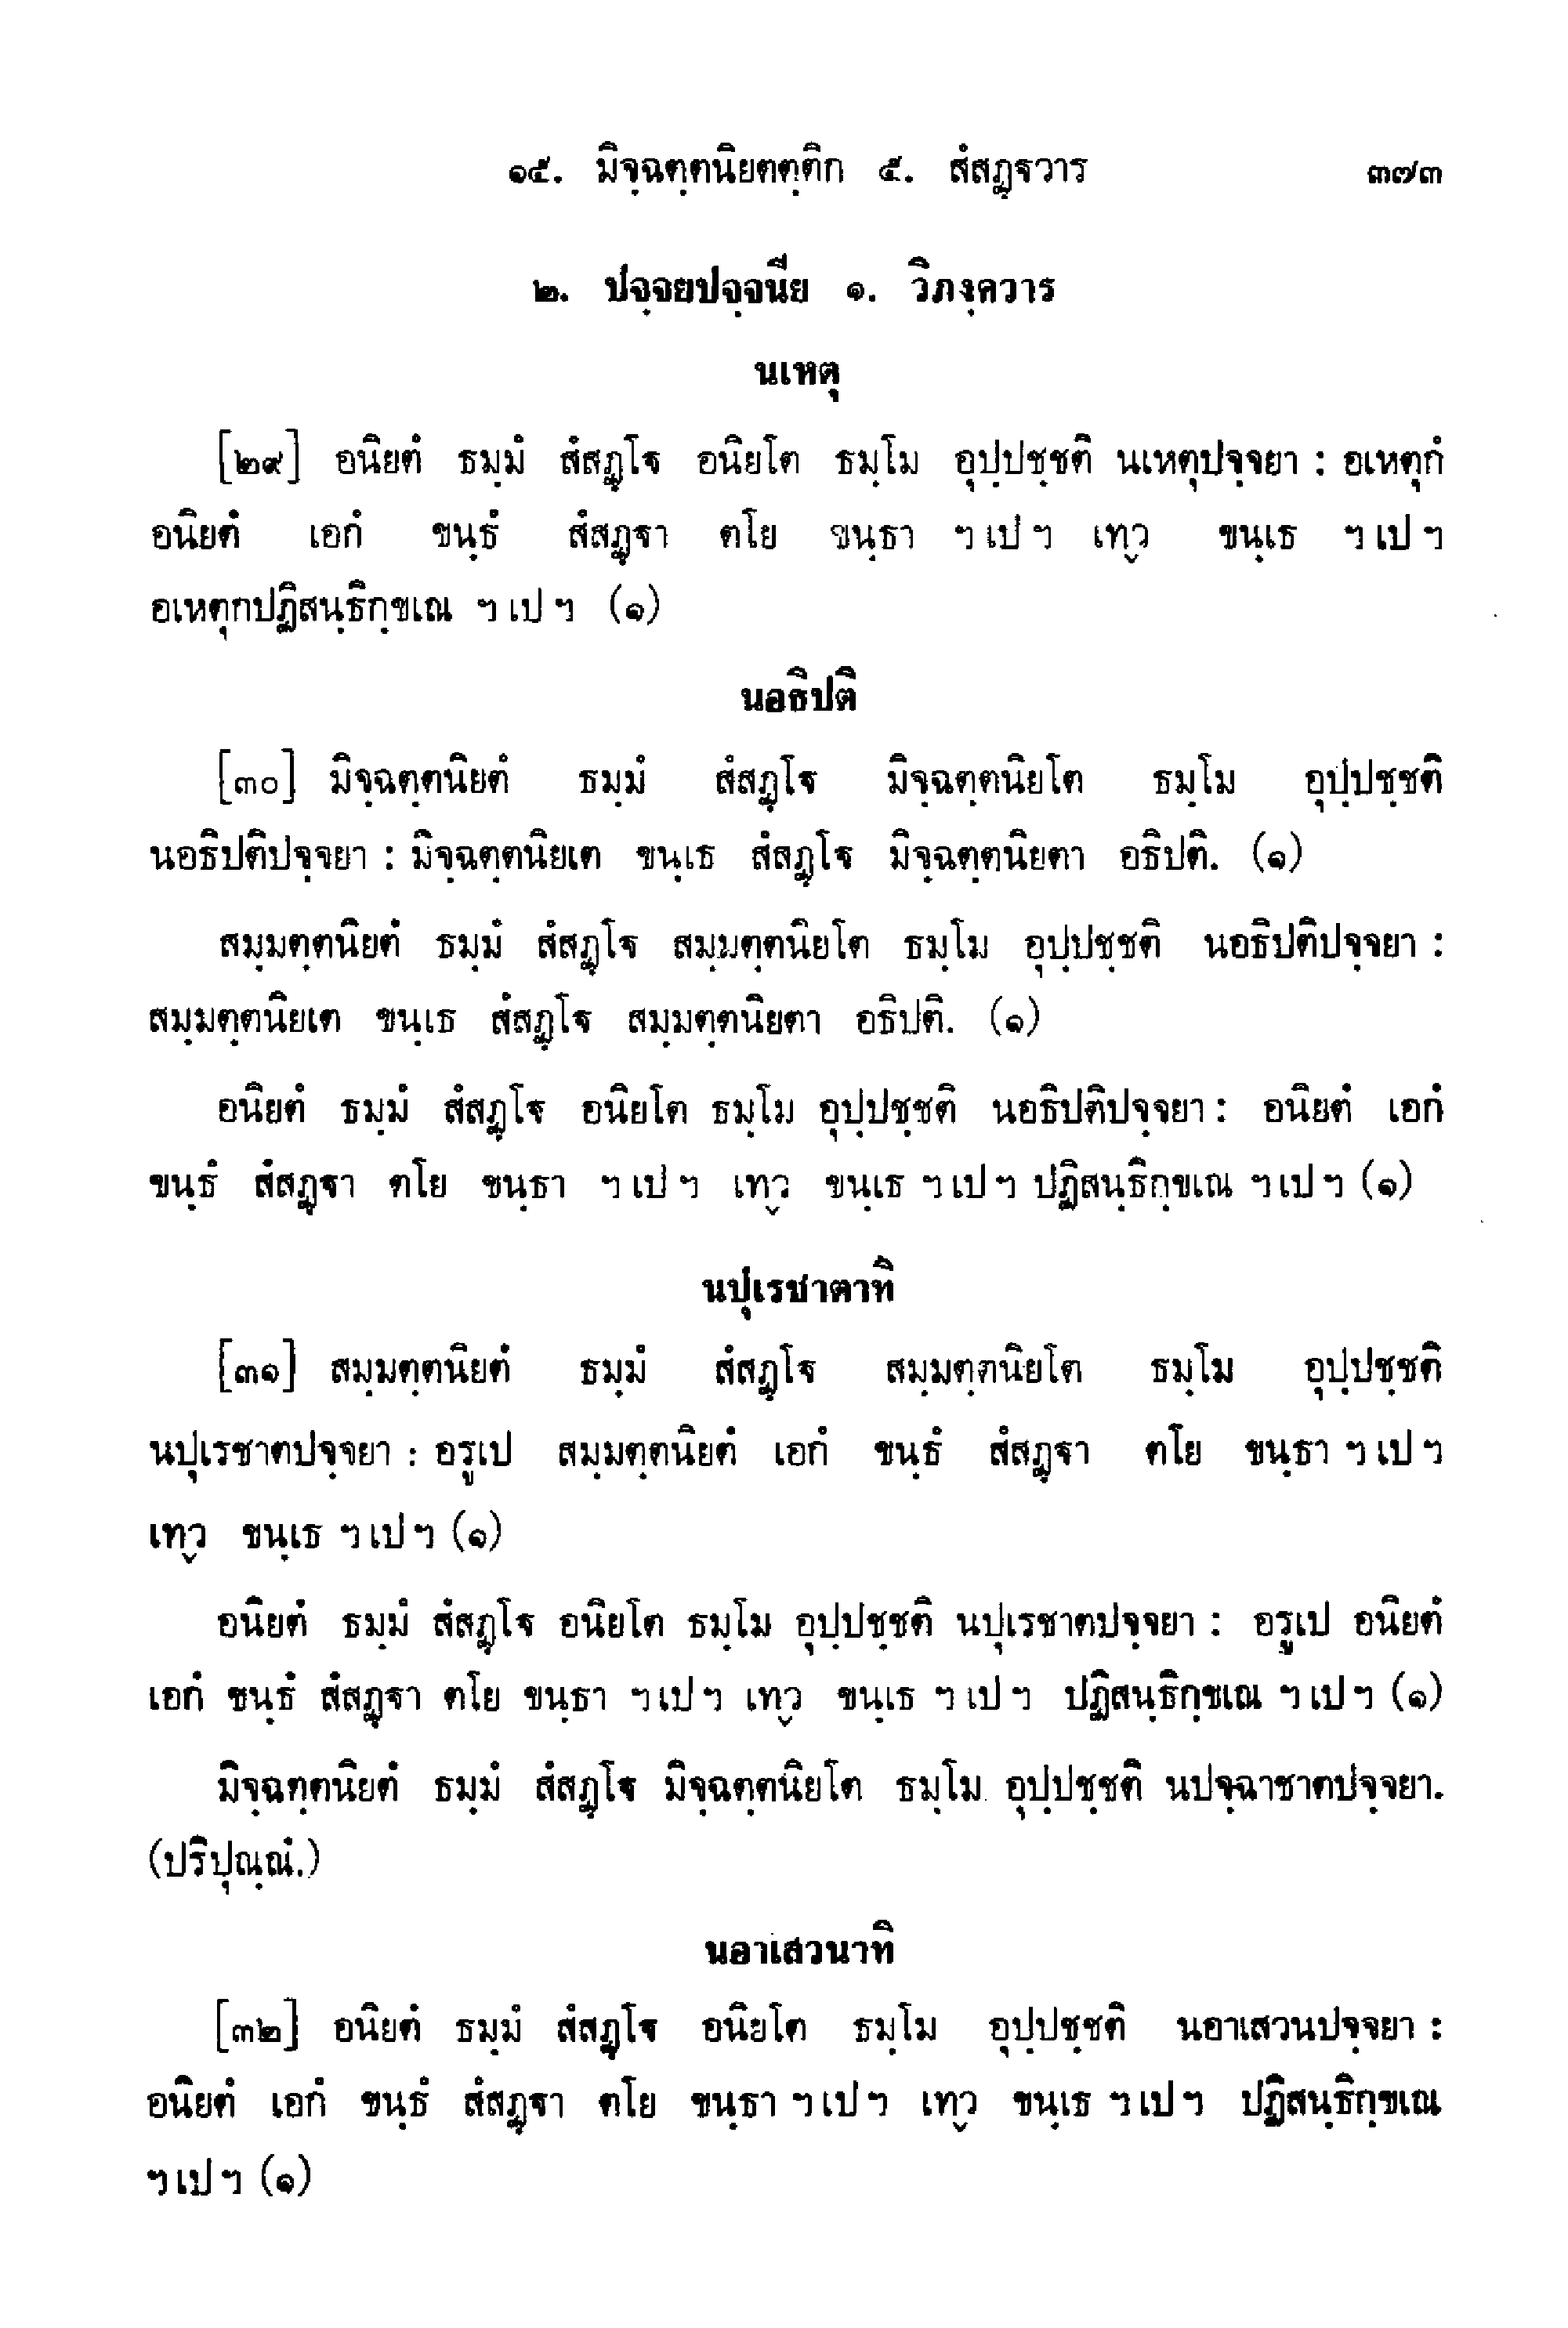 ๑๕. มิจฺฉตฺตนิยตตฺติก ๕. สํสฏฺฐวาร ๓๗๓
๒. ปจฺจยปจฺจนีย ๑. วิภงฺควาร
นเหตุ
[๒๙] อนิยตํ ธมฺมํ สํสฏฺโฐ อนิยโต ธมฺโม อุปฺปชฺชติ นเหตุปจฺจยา : อเหตุกํ
อนิยตํ เอกํ ขนฺธํ สํสฏฺฐา ตโย ขนฺธา ฯ เป ฯ เทฺว ขนฺเธ ฯ เป ฯ
อเหตุกปฏิสนฺธิกฺขเณ ฯ เป ฯ (๑)
นอธิปติ
[๓๐] มิจฺฉตฺตนิยตํ ธมฺมํ สํสฏฺโฐ มิจฺฉตฺตนิยโต ธมฺโม อุปฺปชฺชติ
นอธิปติปจฺจยา : มิจฺฉตฺตนิยเต ขนฺเธ สํสฏฺโฐ มิจฺฉตฺตนิยตา อธิปติ. (๑)
สมฺมตฺตนิยตํ ธมฺมํ สํสฏฺโฐ สมฺมตฺตนิยโต ธมฺโม อุปฺปชฺชติ นอธิปติปจฺจยา :
สมฺมตฺตนิยเต ขนฺเธ สํสฏฺโฐ สมฺมตฺตนิยตา อธิปติ. (๑)
อนิยตํ ธมฺมํ สํสฏฺโฐ อนิยโต ธมฺโม อุปฺปชฺชติ นอธิปติปจฺจยา : อนิยตํ เอกํ
ขนฺธํ สํสฏฺฐา ตโย ขนฺธา ฯ เป ฯ เทฺว ขนฺเธ ฯ เป ฯ ปฏิสนฺธิกฺขเณ ฯ เป ฯ (๑)
นปุเรชาตาทิ
[๓๑] สมฺมตฺตนิยตํ ธมฺมํ สํสฏฺโฐ สมฺมตฺตนิยโต ธมฺโม อุปฺปชฺชติ
นปุเรชาตปจฺจยา : อรูเป สมฺมตฺตนิยตํ เอกํ ขนฺธํ สํสฏฺฐา ตโย ขนฺธา ฯ เป ฯ
เทฺว ขนฺเธ ฯ เป ฯ (๑)
อนิยตํ ธมฺมํ สํสฏฺโฐ อนิยโต ธมฺโม อุปฺปชฺชติ นปุเรชาตปจฺจยา : อรูเป อนิยตํ
เอกํ ขนฺธํ สํสฏฺฐา ตโย ขนฺธา ฯ เป ฯ เทฺว ขนฺเธ ฯ เป ฯ ปฏิสนฺธิกฺขเณ ฯ เป ฯ (๑)
มิจฺฉตฺตนิยตํ ธมฺมํ สํสฏฺโฐ มิจฺฉตฺตนิยโต ธมฺโม อุปฺปชฺชติ นปจฺฉาชาตปจฺจยา.
(ปริปุณฺณํ.)
นอาเสวนาทิ
[๓๒] อนิยตํ ธมฺมํ สํสฏฺโฐ อนิยโต ธมฺโม อุปฺปชฺชติ นอาเสวนปจฺจยา :
อนิยตํ เอกํ ขนฺธํ สํสฏฺฐา ตโย ขนฺธา ฯ เป ฯ เทฺว ขนฺเธ ฯ เป ฯ ปฏิสนฺธิกฺขเณ
ฯ เป ฯ (๑)